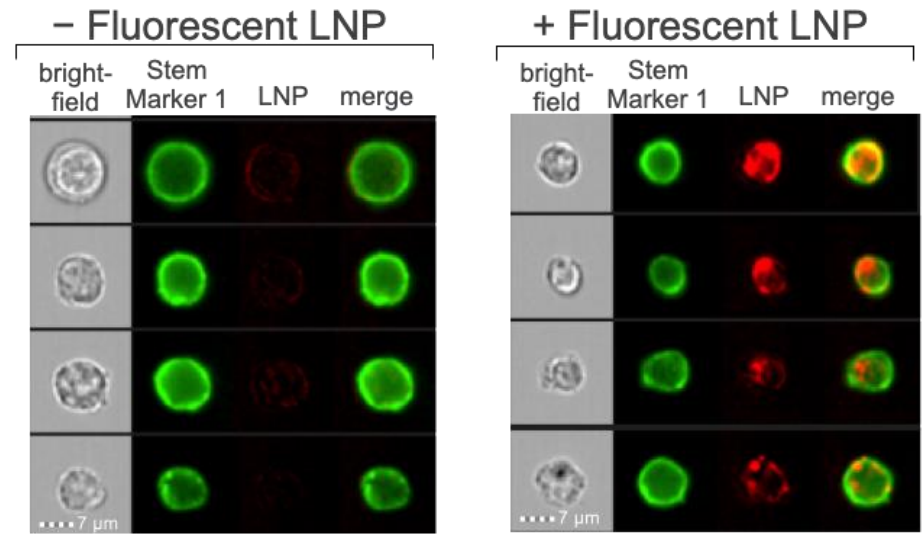 − Fluorescent LNP
bright-
field
Stem
Marker 1
LNP
merge
7 µm
+ Fluorescent LNP
bright-
field
Stem
Marker 1
LNP
merge
7 µm